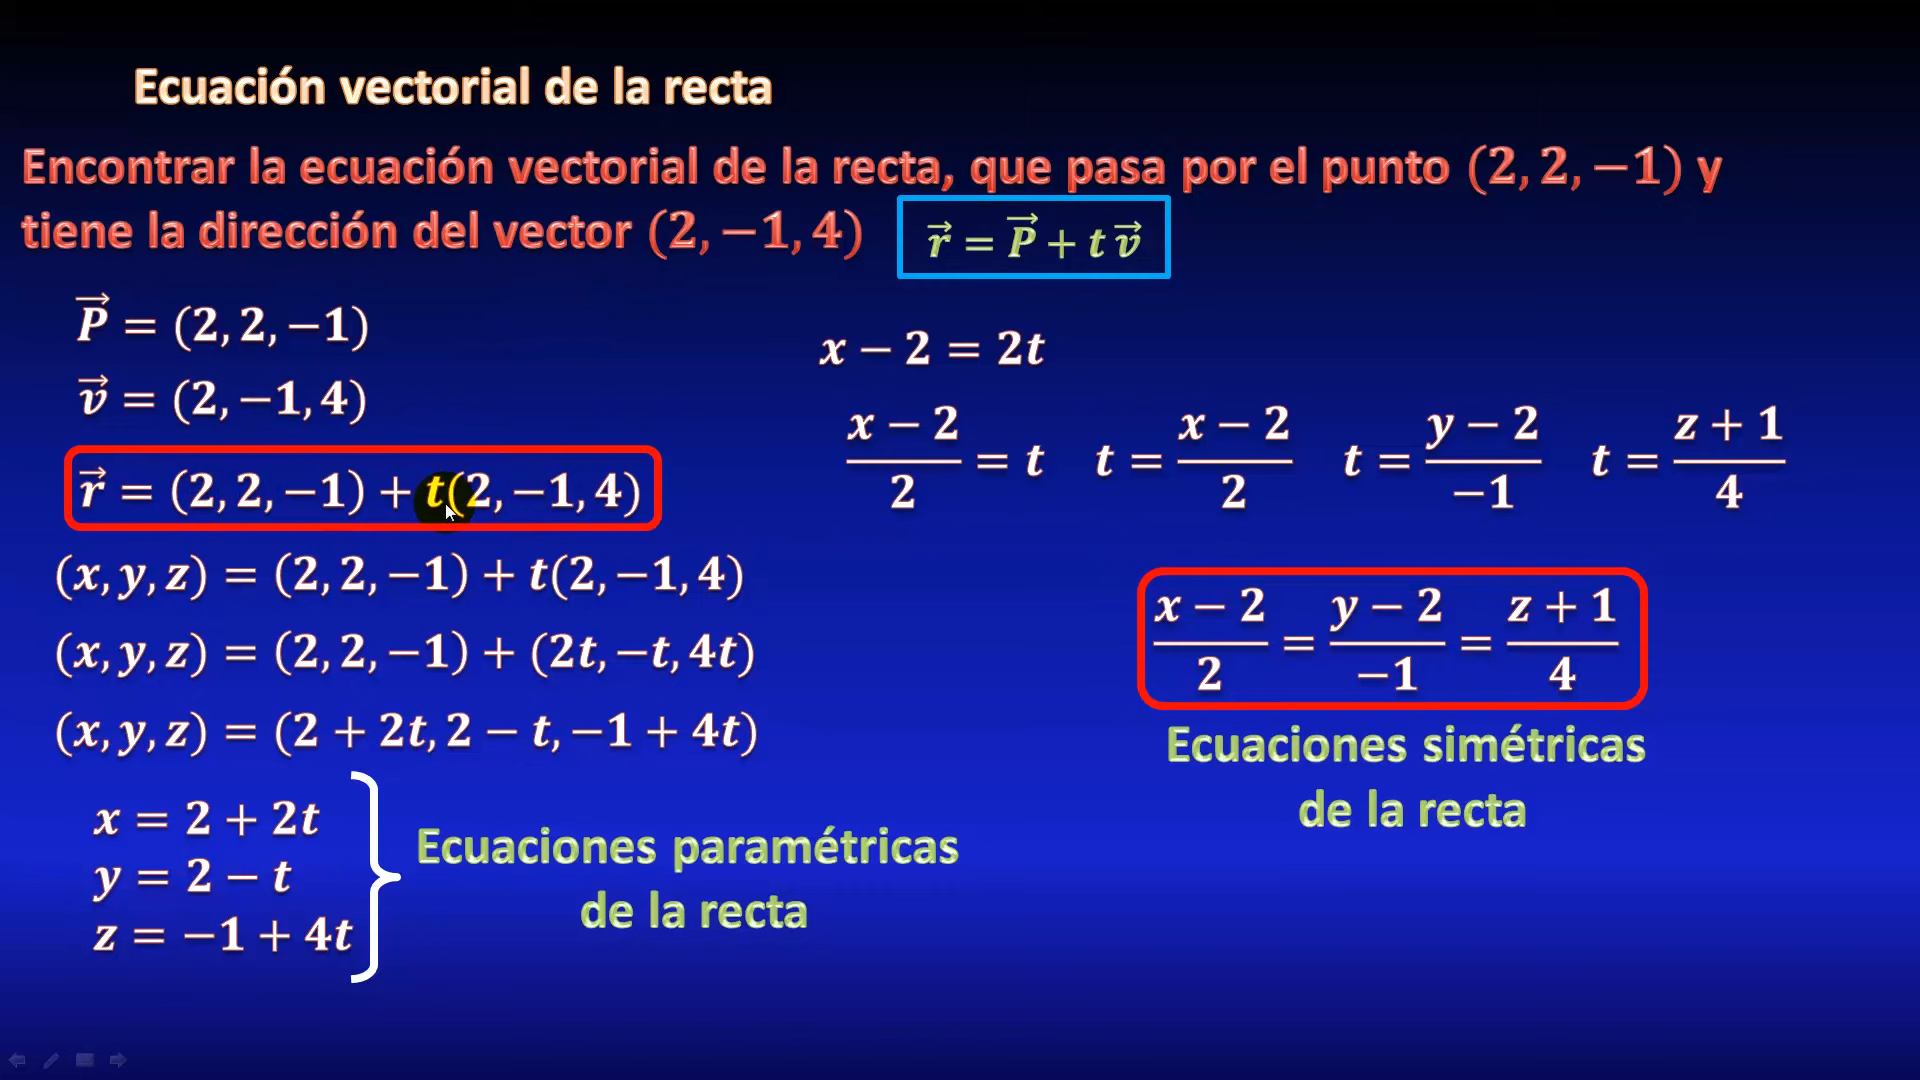 Ecuación vectorial de la recta
Encontrar la ecuación vectorial de la recta, que pasa por el punto (2, 2, −1) y
tiene la dirección del vector (2, −1, 4)
r⃗ = P⃗ + t v⃗
P⃗ = (2, 2, −1)
v⃗ = (2, −1, 4)
r⃗ = (2, 2, −1) + t(2, −1, 4)
(x, y, z) = (2, 2, −1) + t(2, −1, 4)
(x, y, z) = (2, 2, −1) + (2t, −t, 4t)
(x, y, z) = (2 + 2t, 2 − t, −1 + 4t)
x = 2 + 2t
y = 2 − t
z = −1 + 4t
Ecuaciones paramétricas
de la recta
x − 2 = 2t
(x − 2)/2 = t   t = (x − 2)/2   t = (y − 2)/−1   t = (z + 1)/4
(x − 2)/2 = (y − 2)/−1 = (z + 1)/4
Ecuaciones simétricas
de la recta